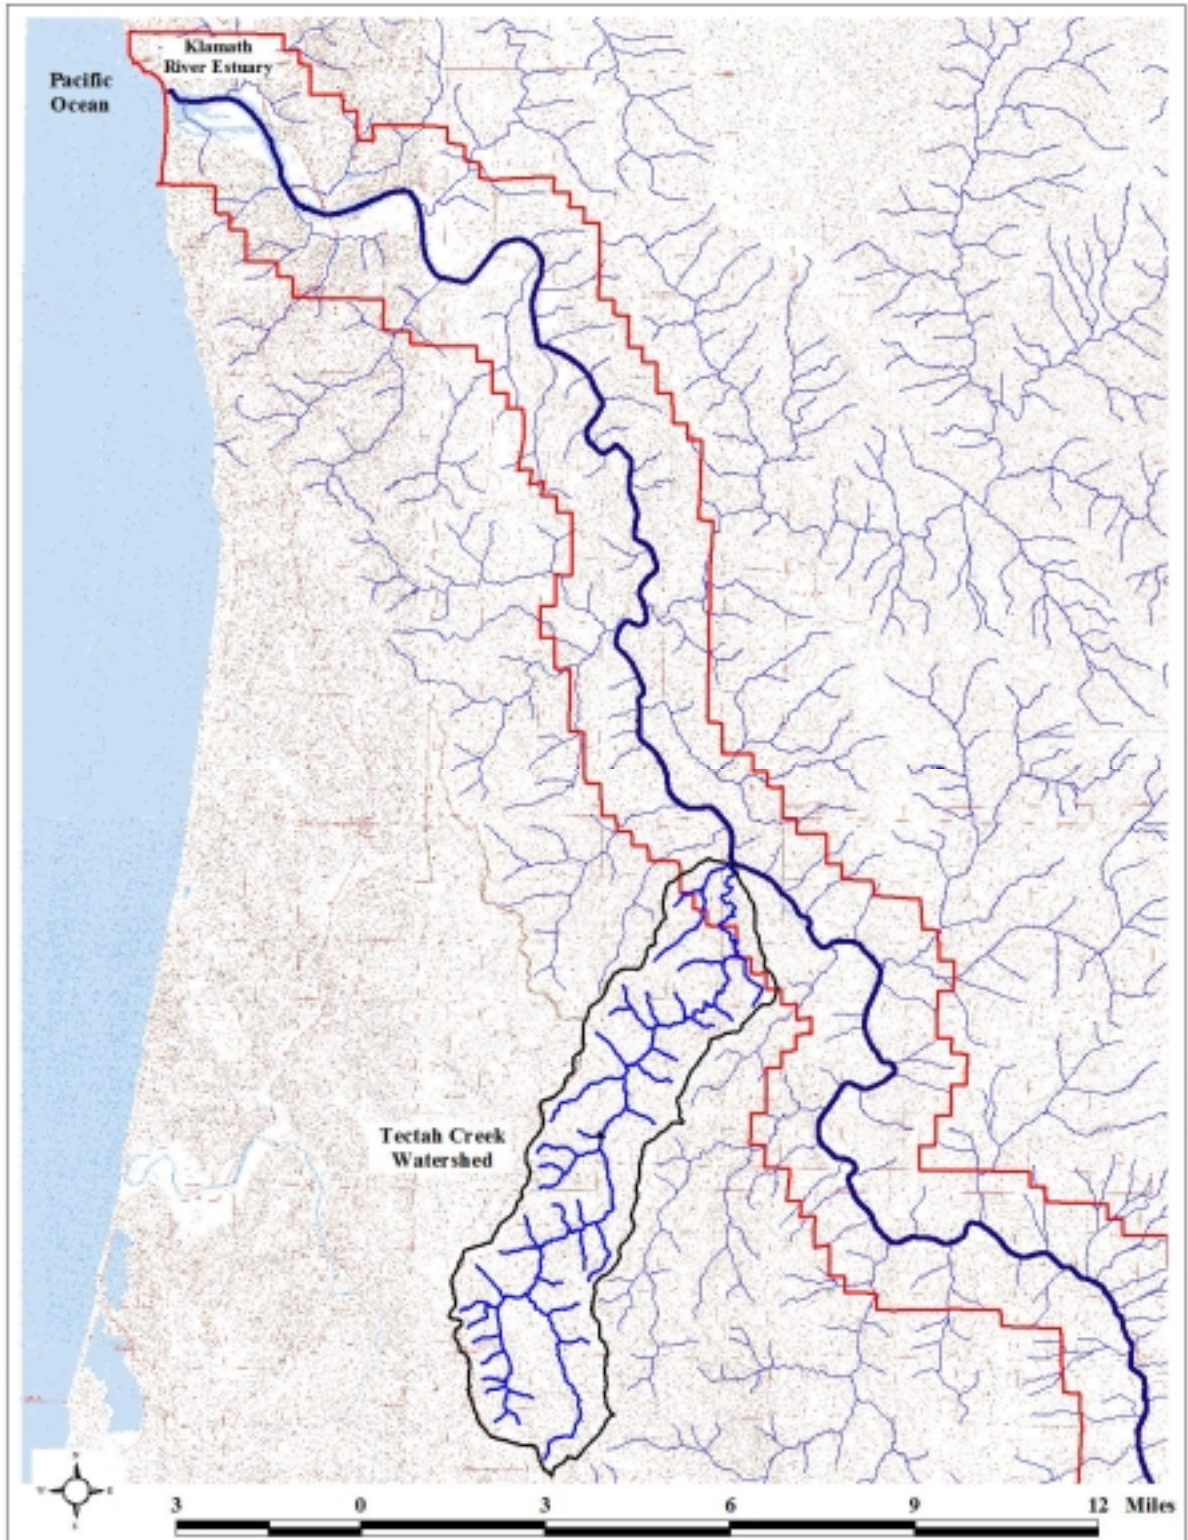 Klamath
River Estuary
Pacific
Ocean
Tectah Creek
Watershed
3 0 3 6 9 12 Miles